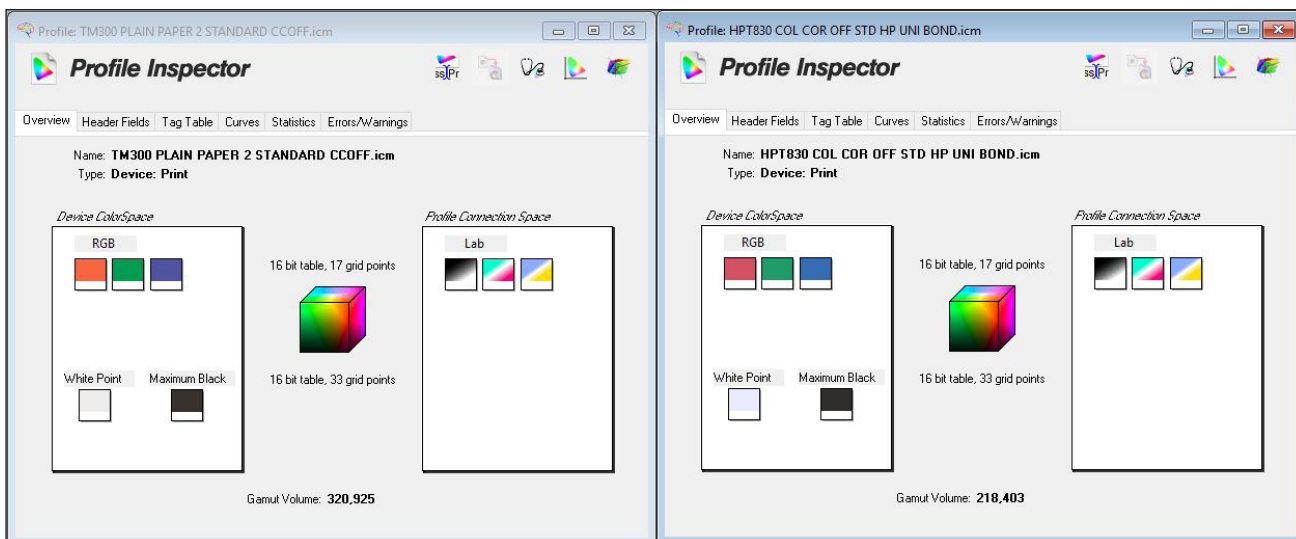 Profile: TM300 PLAIN PAPER 2 STANDARD CCOFF.icm
Profile Inspector
Overview Header Fields Tag Table Curves Statistics Errors/Warnings
Name: TM300 PLAIN PAPER 2 STANDARD CCOFF.icm
Type: Device: Print
Device ColorSpace
Profile Connection Space
RGB
Lab
16 bit table, 17 grid points
White Point
Maximum Black
16 bit table, 33 grid points
Gamut Volume: 320,925
Profile: HPT830 COL COR OFF STD HP UNI BOND.icm
Profile Inspector
Overview Header Fields Tag Table Curves Statistics Errors/Warnings
Name: HPT830 COL COR OFF STD HP UNI BOND.icm
Type: Device: Print
Device ColorSpace
Profile Connection Space
RGB
Lab
16 bit table, 17 grid points
White Point
Maximum Black
16 bit table, 33 grid points
Gamut Volume: 218,403